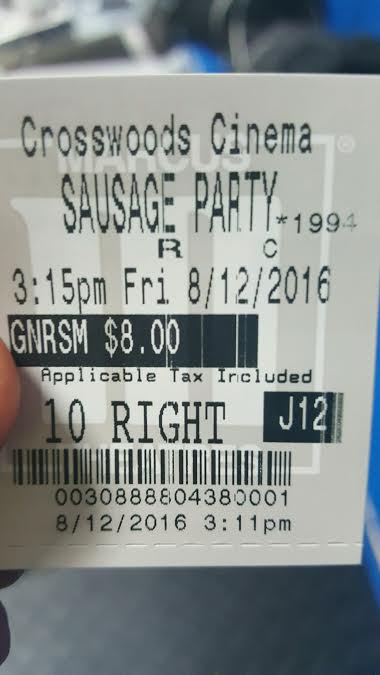 Crosswoods Cinema
MARCUS ®
SAUSAGE PARTY *1994
R C
3:15pm Fri 8/12/2016
GNRSM $8.00
Applicable Tax Included
10 RIGHT J12
0030888804380001
8/12/2016 3:11pm